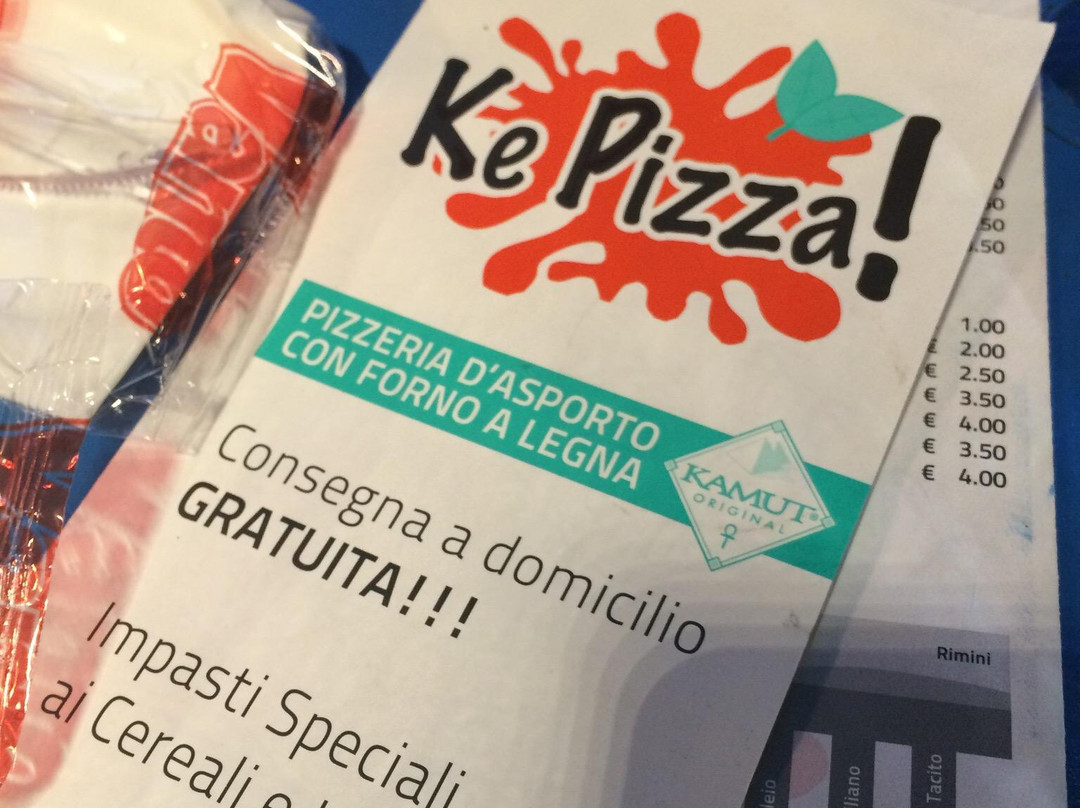 Ke Pizza!
PIZZERIA D'ASPORTO
CON FORNO A LEGNA
KAMUT®
ORIGINAL
Consegna a domicilio
GRATUITA!!!
Impasti Speciali
ai Cereali e
.50
1.00
2.00
€ 2.50
€ 3.50
€ 4.00
€ 3.50
€ 4.00
Rimini
Tacito